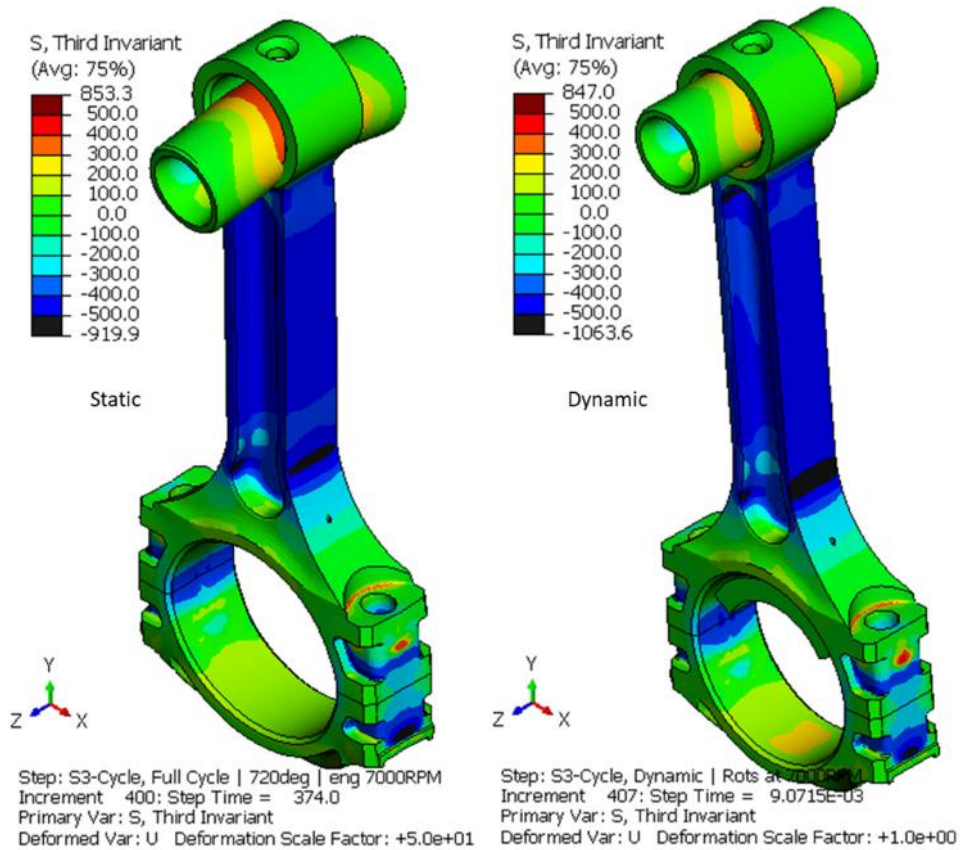 S, Third Invariant
(Avg: 75%)
853.3
500.0
400.0
300.0
200.0
100.0
0.0
-100.0
-200.0
-300.0
-400.0
-500.0
-919.9
Static
Y
Z
X
Step: S3-Cycle, Full Cycle | 720deg | eng 7000RPM
Increment 400: Step Time = 374.0
Primary Var: S, Third Invariant
Deformed Var: U Deformation Scale Factor: +5.0e+01
S, Third Invariant
(Avg: 75%)
847.0
500.0
400.0
300.0
200.0
100.0
0.0
-100.0
-200.0
-300.0
-400.0
-500.0
-1063.6
Dynamic
Y
Z
X
Step: S3-Cycle, Dynamic | Rots at 7000RPM
Increment 407: Step Time = 9.0715E-03
Primary Var: S, Third Invariant
Deformed Var: U Deformation Scale Factor: +1.0e+00